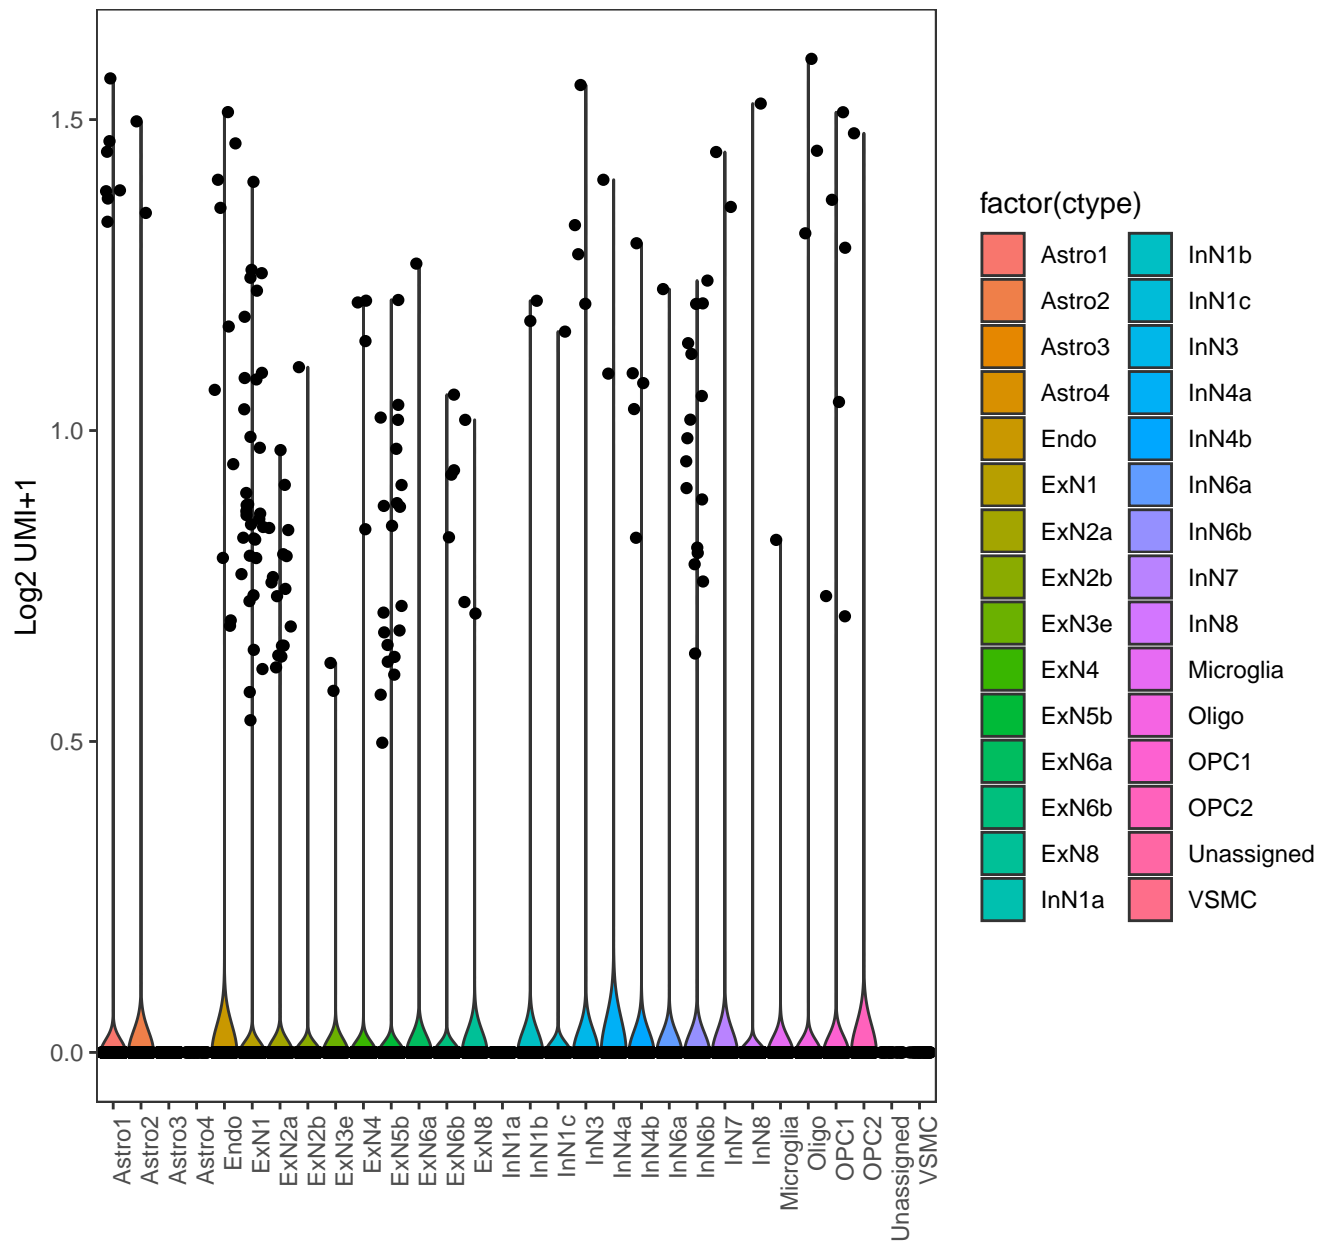 Log2 UMI+1
1.5
1.0
0.5
0.0
Astro1
Astro2
Astro3
Astro4
Endo
ExN1
ExN2a
ExN2b
ExN3e
ExN4
ExN5b
ExN6a
ExN6b
ExN8
InN1a
InN1b
InN1c
InN3
InN4a
InN4b
InN6a
InN6b
InN7
InN8
Microglia
Oligo
OPC1
OPC2
Unassigned
VSMC
factor(ctype)
Astro1
Astro2
Astro3
Astro4
Endo
ExN1
ExN2a
ExN2b
ExN3e
ExN4
ExN5b
ExN6a
ExN6b
ExN8
InN1a
InN1b
InN1c
InN3
InN4a
InN4b
InN6a
InN6b
InN7
InN8
Microglia
Oligo
OPC1
OPC2
Unassigned
VSMC